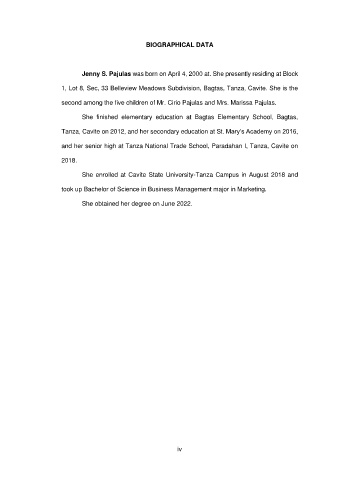 BIOGRAPHICAL DATA
Jenny S. Pajulas was born on April 4, 2000 at. She presently residing at Block
1, Lot 8, Sec, 33 Belleview Meadows Subdivision, Bagtas, Tanza, Cavite. She is the
second among the five children of Mr. Cirio Pajulas and Mrs. Marissa Pajulas.
She finished elementary education at Bagtas Elementary School, Bagtas,
Tanza, Cavite on 2012, and her secondary education at St. Mary's Academy on 2016,
and her senior high at Tanza National Trade School, Paradahan I, Tanza, Cavite on
2018.
She enrolled at Cavite State University-Tanza Campus in August 2018 and
took up Bachelor of Science in Business Management major in Marketing.
She obtained her degree on June 2022.
iv